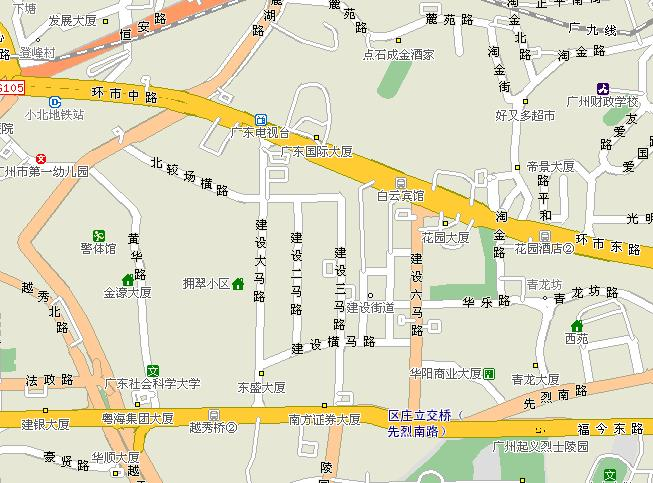 下塘
发展大厦
恒安路
麓湖路
麓苑路
麓苑路
淘金北路
淘金路
广九线
登峰村
点石成金酒家
淘金街
G105
环市中路
小北地铁站
广州财政学校
好又多超市
广东电视台
广东国际大厦
爱友路
爱国路
医院
广州市第一幼儿园
北较场横路
白云宾馆
帝景大厦
和平路
光明
警体馆
黄华路
建设大马路
建设二马路
建设三马路
建设六马路
花园大厦
淘金路
花园酒店②
环市东路
金濠大厦
拥翠小区
越秀北路
建设街道
华乐路
青龙坊
青龙坊路
西苑
建设横马路
法政路
广东社会科学大学
东盛大厦
华阳商业大厦
青龙大厦
先烈南路
建银大厦
粤海集团大厦
越秀桥②
南方证券大厦
区庄立交桥（
先烈南路）
福今东路
广州起义烈士陵园
豪贤路
华顺大厦
越
陵园